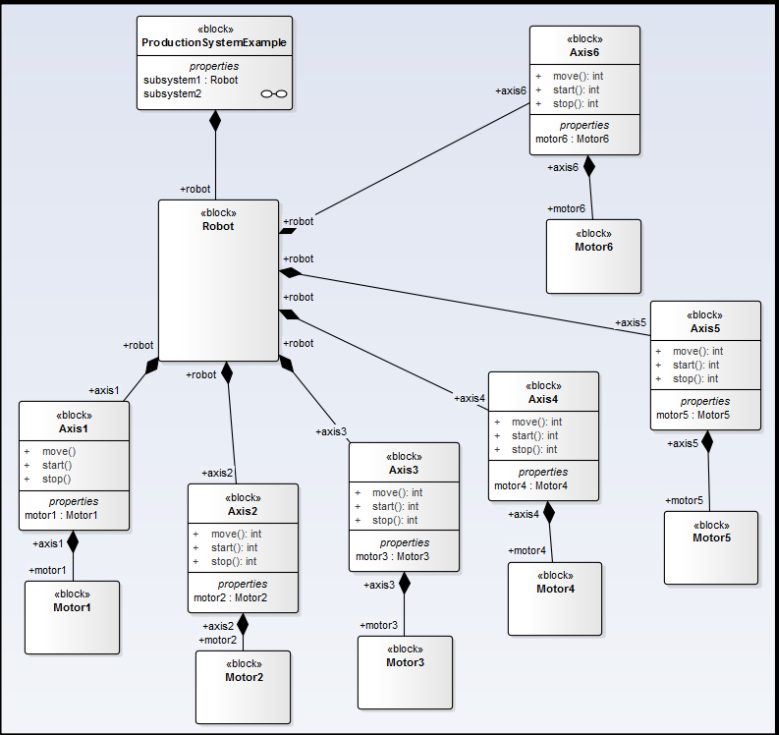 «block»
ProductionSystemExample
properties
subsystem1 : Robot
subsystem2
+robot
«block»
Robot
+robot
+robot
+robot
+robot
+robot
+robot
+axis6
«block»
Axis6
+ move(): int
+ start(): int
+ stop(): int
properties
motor6 : Motor6
+axis6
+motor6
«block»
Motor6
+axis5
«block»
Axis5
+ move(): int
+ start(): int
+ stop(): int
properties
motor5 : Motor5
+axis5
+motor5
«block»
Motor5
+axis4
«block»
Axis4
+ move(): int
+ start(): int
+ stop(): int
properties
motor4 : Motor4
+axis4
+motor4
«block»
Motor4
+axis3
«block»
Axis3
+ move(): int
+ start(): int
+ stop(): int
properties
motor3 : Motor3
+axis3
+motor3
«block»
Motor3
+axis2
«block»
Axis2
+ move(): int
+ start(): int
+ stop(): int
properties
motor2 : Motor2
+axis2
+motor2
«block»
Motor2
+axis1
«block»
Axis1
+ move()
+ start()
+ stop()
properties
motor1 : Motor1
+axis1
+motor1
«block»
Motor1